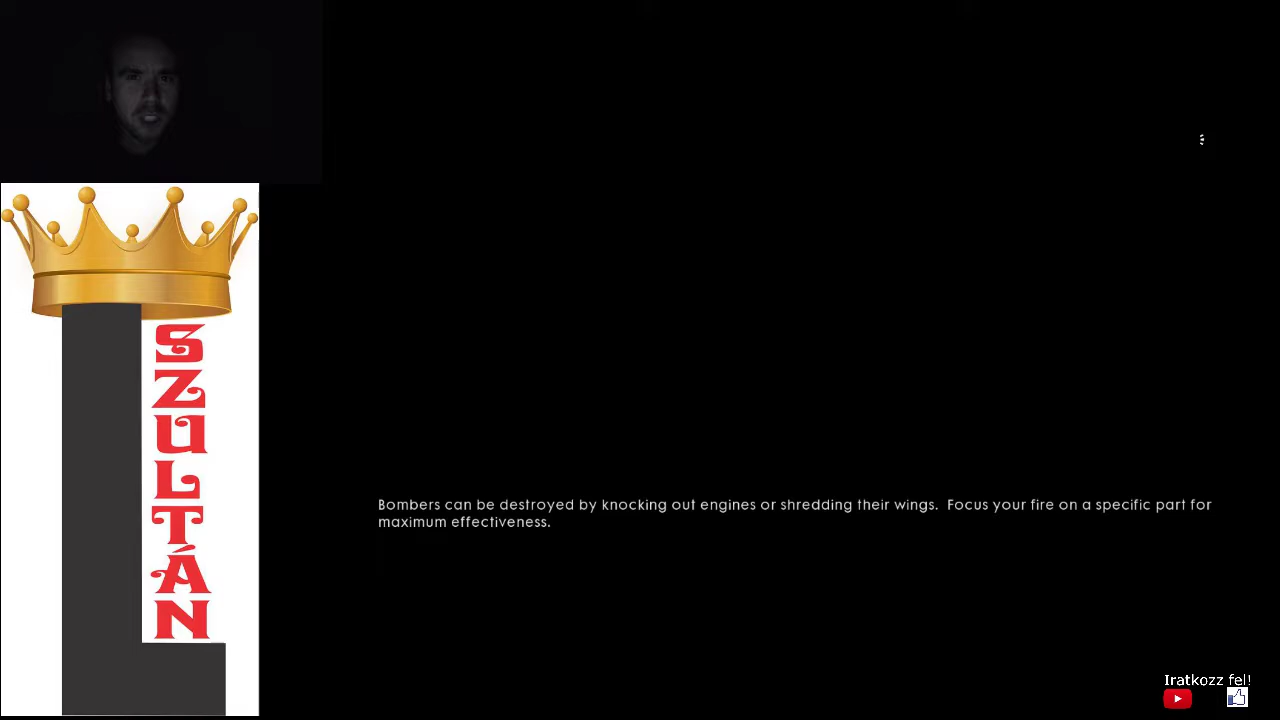 L
SZULTÁN
Bombers can be destroyed by knocking out engines or shredding their wings. Focus your fire on a specific part for
maximum effectiveness.
Iratkozz fel!